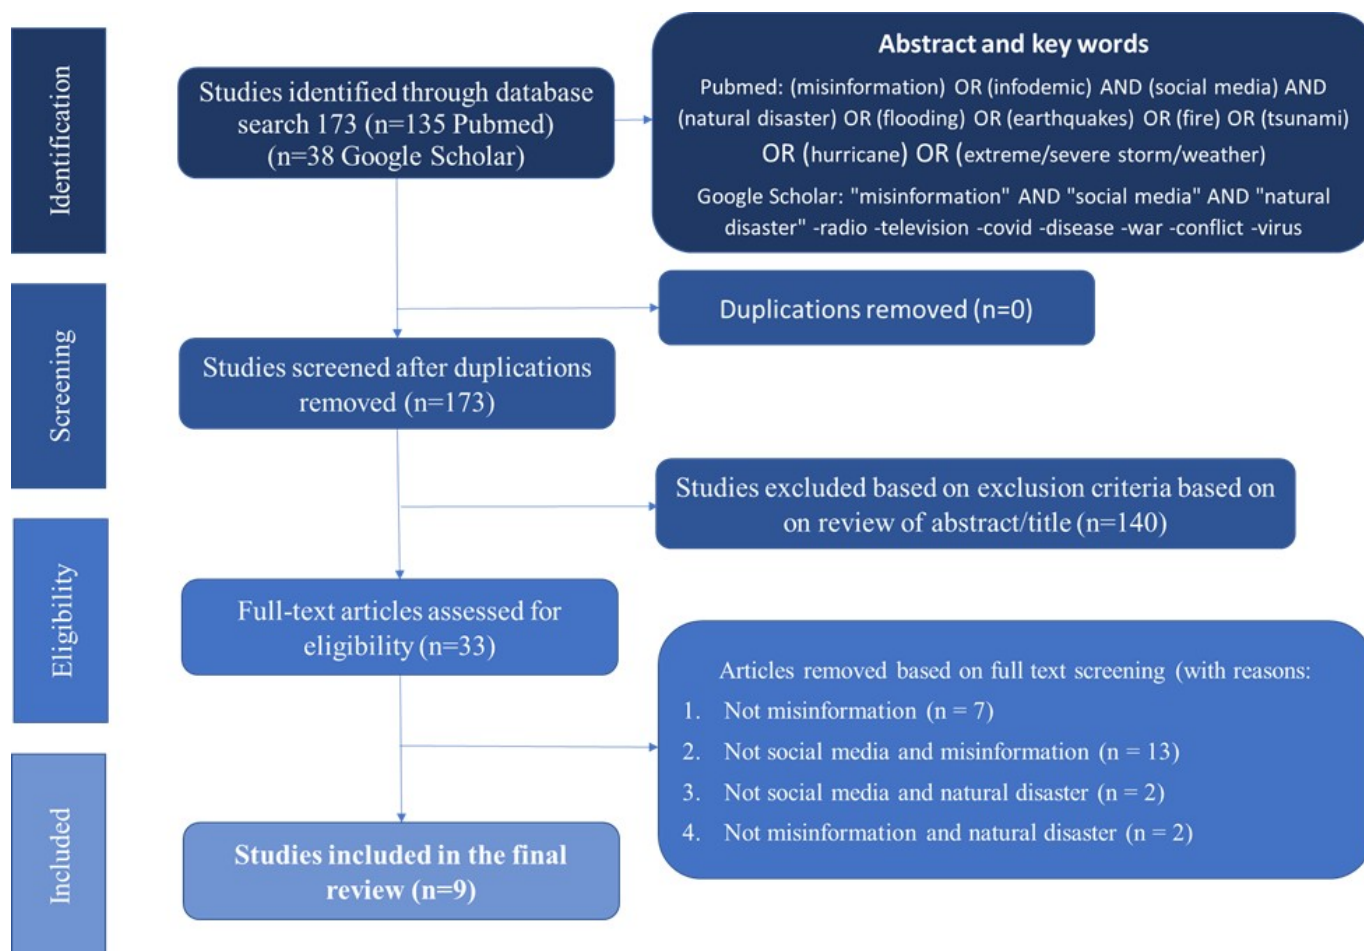 Identification
Studies identified through database
search 173 (n=135 Pubmed)
(n=38 Google Scholar)
Abstract and key words
Pubmed: (misinformation) OR (infodemic) AND (social media) AND
(natural disaster) OR (flooding) OR (earthquakes) OR (fire) OR (tsunami)
OR (hurricane) OR (extreme/severe storm/weather)
Google Scholar: "misinformation" AND "social media" AND "natural
disaster" -radio -television -covid -disease -war -conflict -virus
Duplications removed (n=0)
Screening
Studies screened after duplications
removed (n=173)
Studies excluded based on exclusion criteria based on
on review of abstract/title (n=140)
Eligibility
Full-text articles assessed for
eligibility (n=33)
Articles removed based on full text screening (with reasons:
1. Not misinformation (n = 7)
2. Not social media and misinformation (n = 13)
3. Not social media and natural disaster (n = 2)
4. Not misinformation and natural disaster (n = 2)
Included
Studies included in the final
review (n=9)